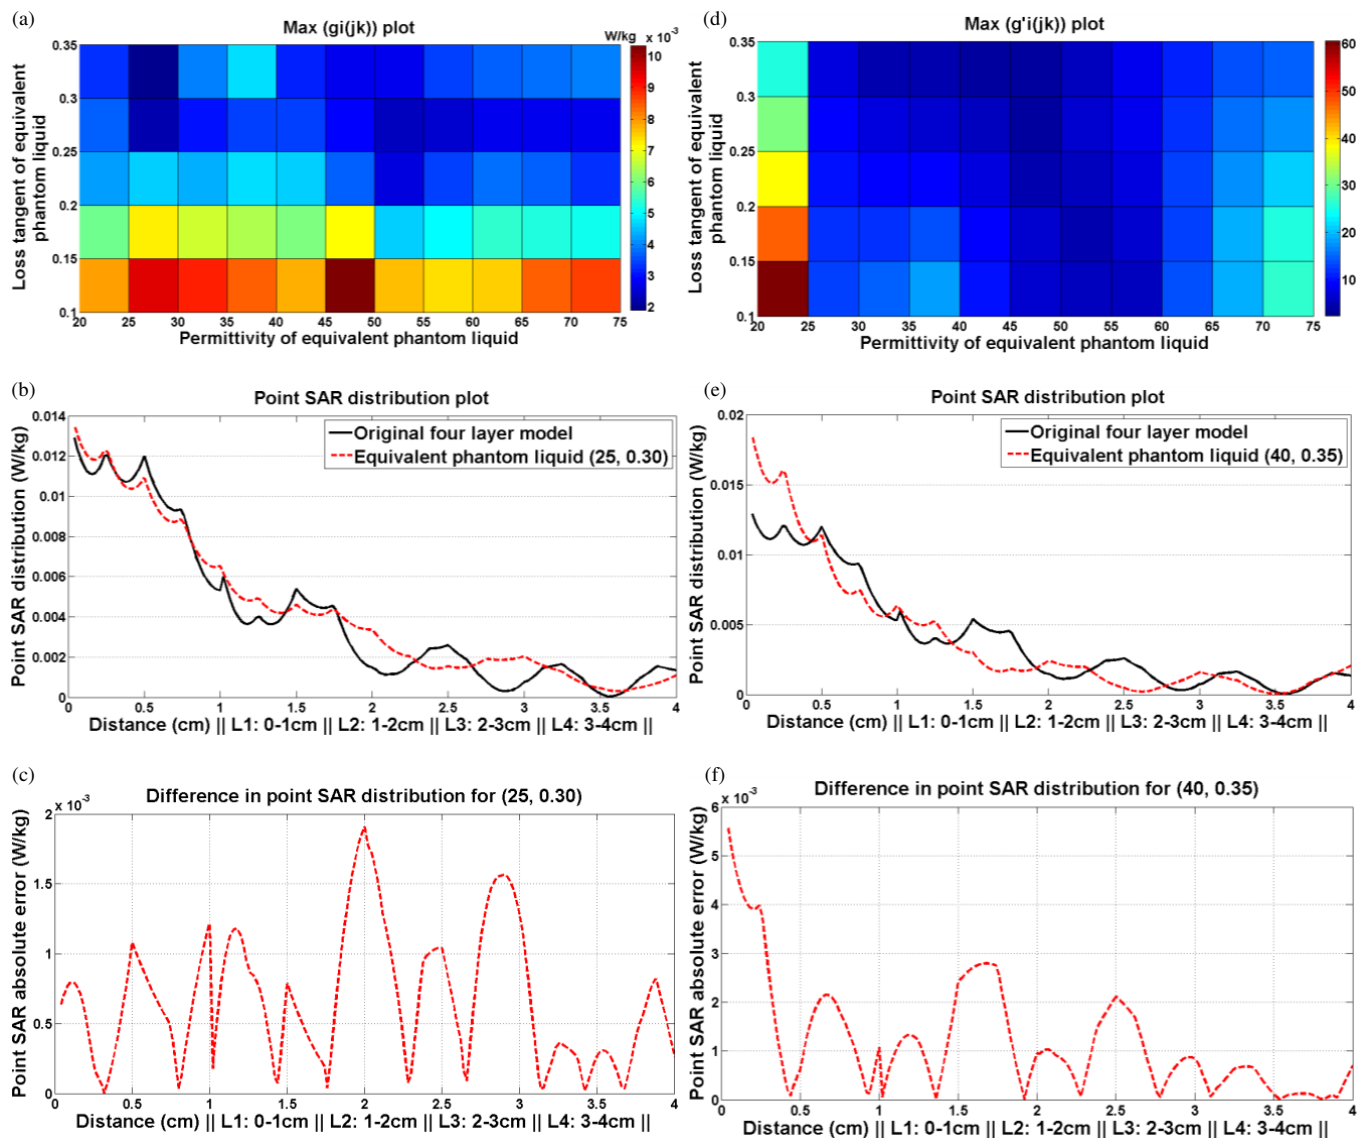 (a)
Max (gi(jk)) plot
W/kg x 10⁻³
0.35
0.3
0.25
0.2
0.15
0.1
20 25 30 35 40 45 50 55 60 65 70 75
10
9
8
7
6
5
4
3
2
Loss tangent of equivalent
phantom liquid
Permittivity of equivalent phantom liquid
(d)
Max (g'i(jk)) plot
0.35
0.3
0.25
0.2
0.15
0.1
20 25 30 35 40 45 50 55 60 65 70 75
60
50
40
30
20
10
Loss tangent of equivalent
phantom liquid
Permittivity of equivalent phantom liquid
(b)
Point SAR distribution plot
0.014
0.012
0.01
0.008
0.006
0.004
0.002
0
Point SAR distribution (W/kg)
Original four layer model
Equivalent phantom liquid (25, 0.30)
0 0.5 1 1.5 2 2.5 3 3.5 4
Distance (cm) || L1: 0-1cm || L2: 1-2cm || L3: 2-3cm || L4: 3-4cm ||
(e)
Point SAR distribution plot
0.02
0.015
0.01
0.005
0
Point SAR distribution (W/kg)
Original four layer model
Equivalent phantom liquid (40, 0.35)
0 0.5 1 1.5 2 2.5 3 3.5 4
Distance (cm) || L1: 0-1cm || L2: 1-2cm || L3: 2-3cm || L4: 3-4cm ||
(c)
x 10⁻³
Difference in point SAR distribution for (25, 0.30)
2
1.5
1
0.5
0
Point SAR absolute error (W/kg)
0 0.5 1 1.5 2 2.5 3 3.5 4
Distance (cm) || L1: 0-1cm || L2: 1-2cm || L3: 2-3cm || L4: 3-4cm ||
(f)
x 10⁻³
Difference in point SAR distribution for (40, 0.35)
6
5
4
3
2
1
0
Point SAR absolute error (W/kg)
0 0.5 1 1.5 2 2.5 3 3.5 4
Distance (cm) || L1: 0-1cm || L2: 1-2cm || L3: 2-3cm || L4: 3-4cm ||